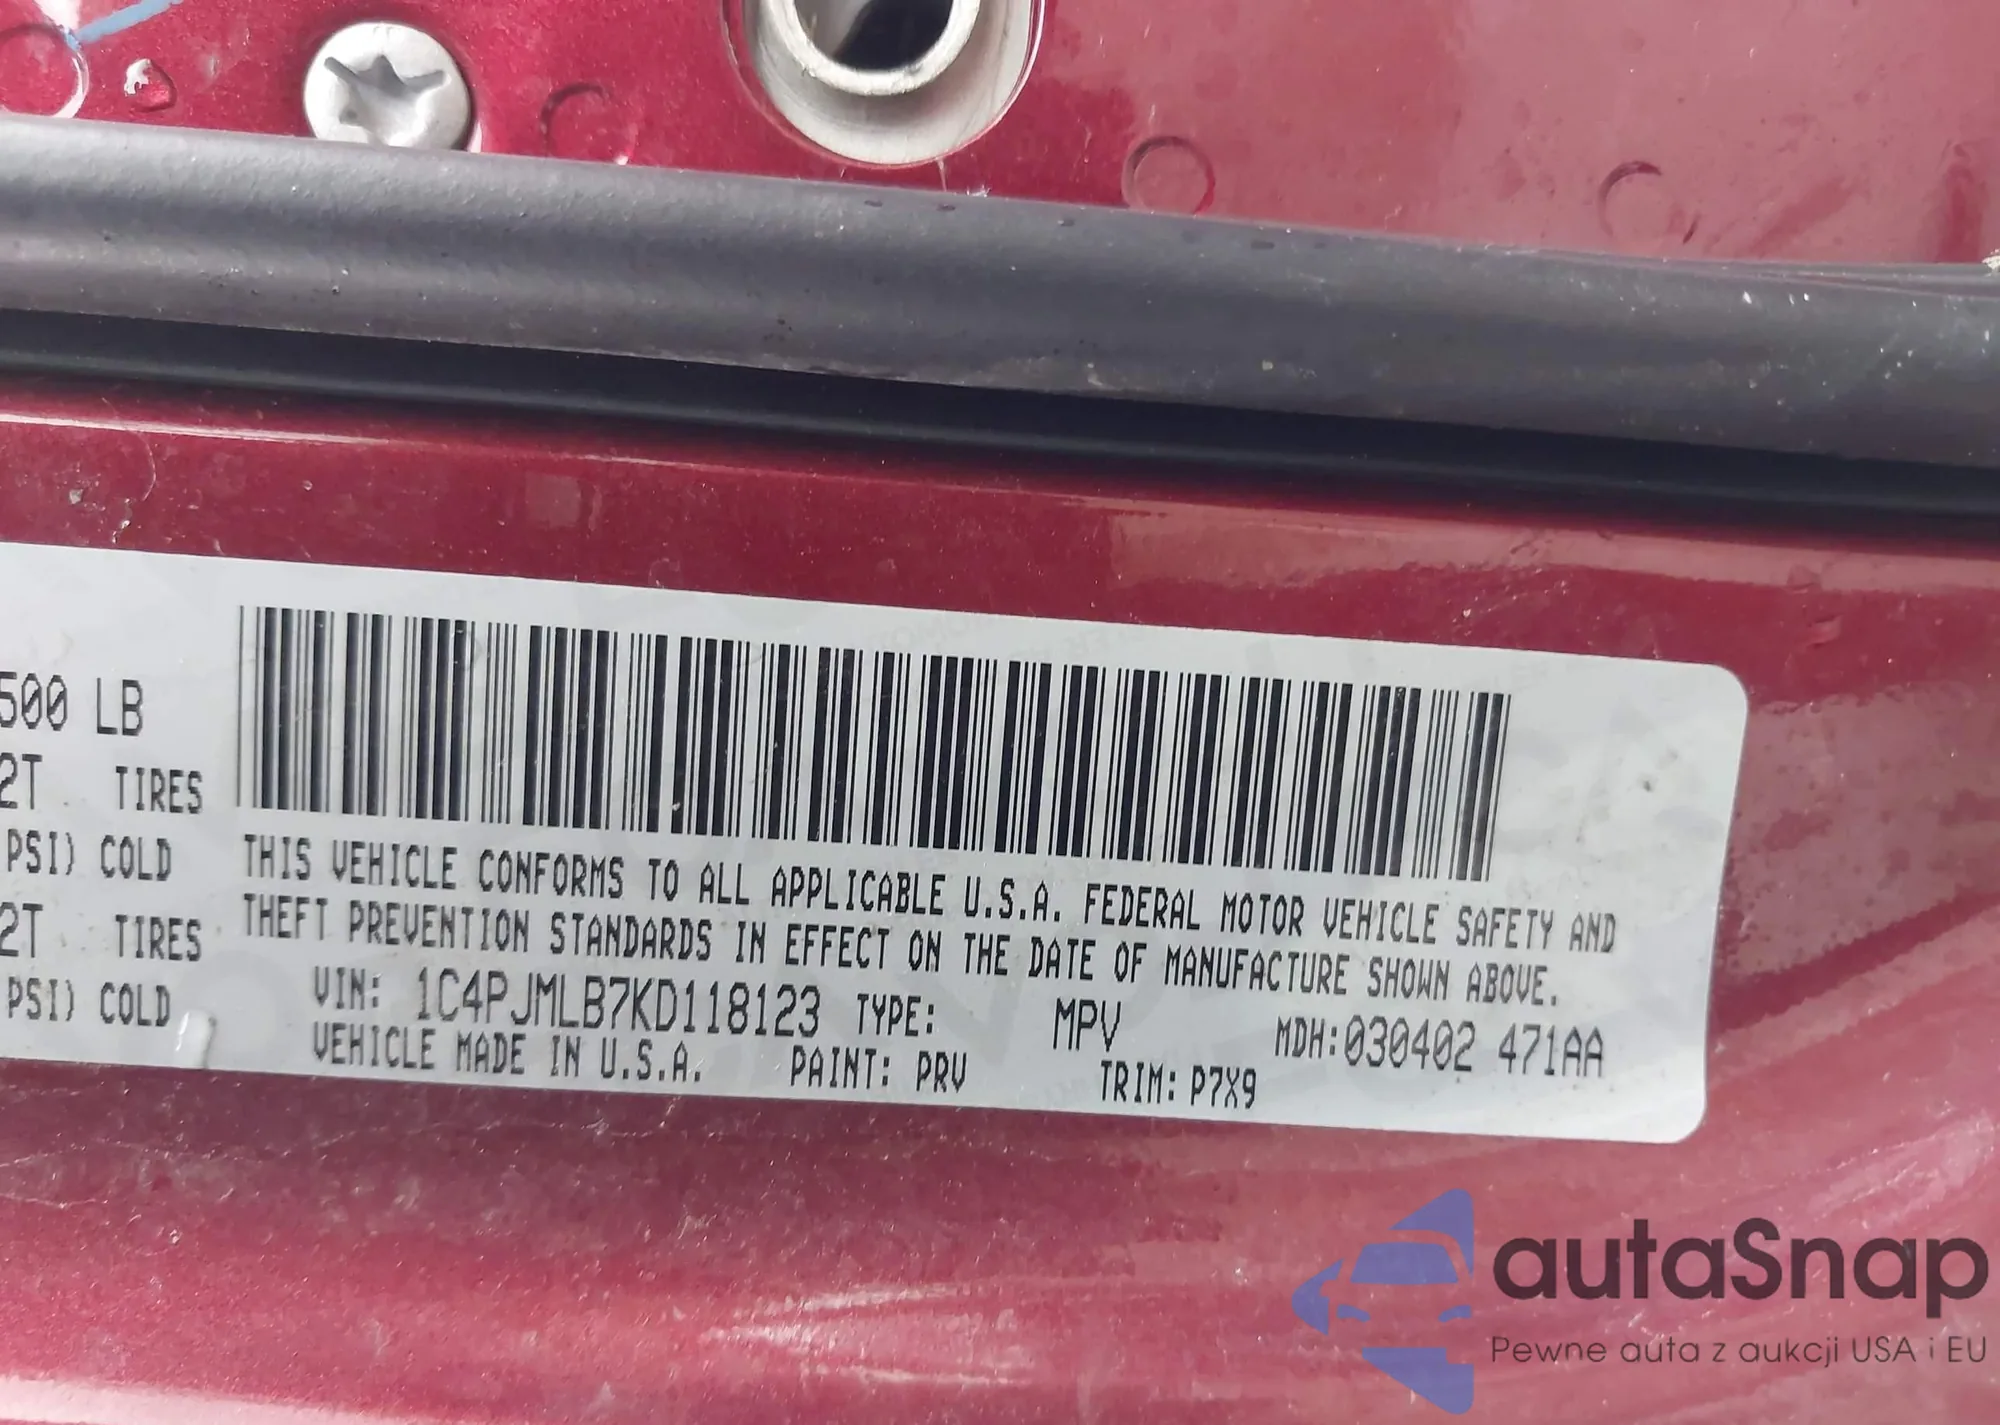 500 LB
2T TIRES
PSI) COLD
2T TIRES
PSI) COLD
THIS VEHICLE CONFORMS TO ALL APPLICABLE U.S.A. FEDERAL MOTOR VEHICLE SAFETY AND
THEFT PREVENTION STANDARDS IN EFFECT ON THE DATE OF MANUFACTURE SHOWN ABOVE.
VIN: 1C4PJMLB7KD118123 TYPE: MPV MDH:030402 471AA
VEHICLE MADE IN U.S.A. PAINT: PRV TRIM: P7X9
autaSnap
Pewne auta z aukcji USA i EU